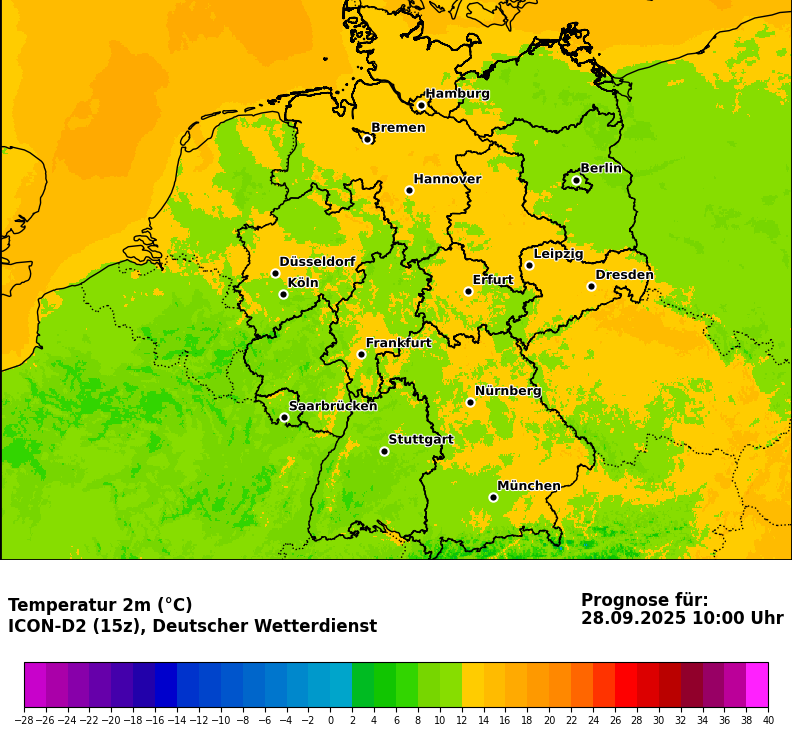 Hamburg
Bremen
Berlin
Hannover
Leipzig
Düsseldorf
Dresden
Köln
Erfurt
Frankfurt
Nürnberg
Saarbrücken
Stuttgart
München
Temperatur 2m (°C)
ICON-D2 (15z), Deutscher Wetterdienst
Prognose für:
28.09.2025 10:00 Uhr
−28 −26 −24 −22 −20 −18 −16 −14 −12 −10 −8 −6 −4 −2 0 2 4 6 8 10 12 14 16 18 20 22 24 26 28 30 32 34 36 38 40